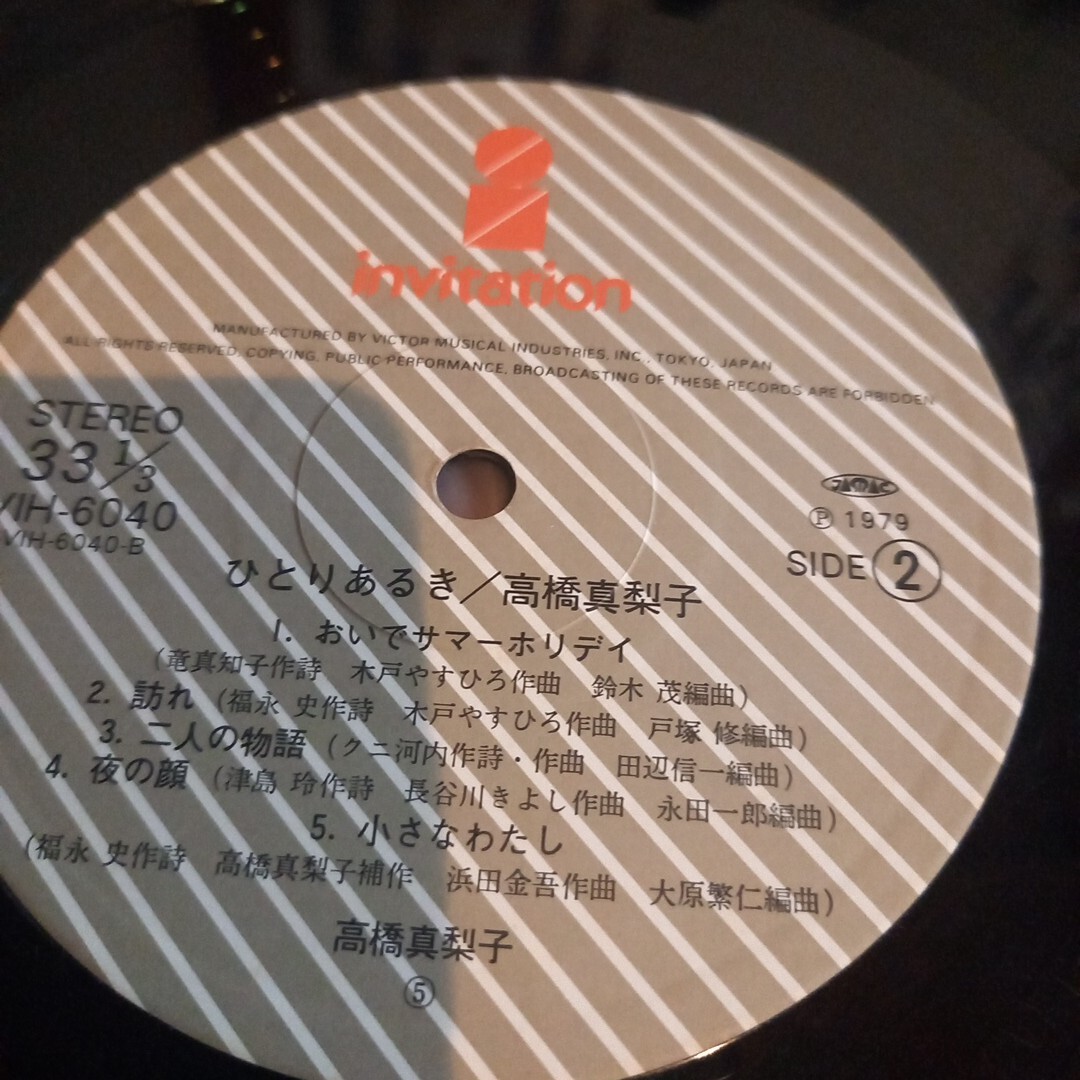 invitation
MANUFACTURED BY VICTOR MUSICAL INDUSTRIES, INC., TOKYO, JAPAN
ALL RIGHTS RESERVED, COPYING, PUBLIC PERFORMANCE, BROADCASTING OF THESE RECORDS ARE FORBIDDEN
STEREO
33 1/3
VIH-6040
VIH-6040-B
JASRAC
Ⓟ 1979
SIDE 2
ひとりあるき/高橋真梨子
1. おいでサマーホリデイ
(竜真知子作詩 木戸やすひろ作曲 鈴木 茂編曲)
2. 訪れ (福永 史作詩 木戸やすひろ作曲 戸塚 修編曲)
3. 二人の物語 (クニ河内作詩・作曲 田辺信一編曲)
4. 夜の顔 (津島 玲作詩 長谷川きよし作曲 永田一郎編曲)
5. 小さなわたし
(福永 史作詩 高橋真梨子補作 浜田金吾作曲 大原繁仁編曲)
高橋真梨子
⑤